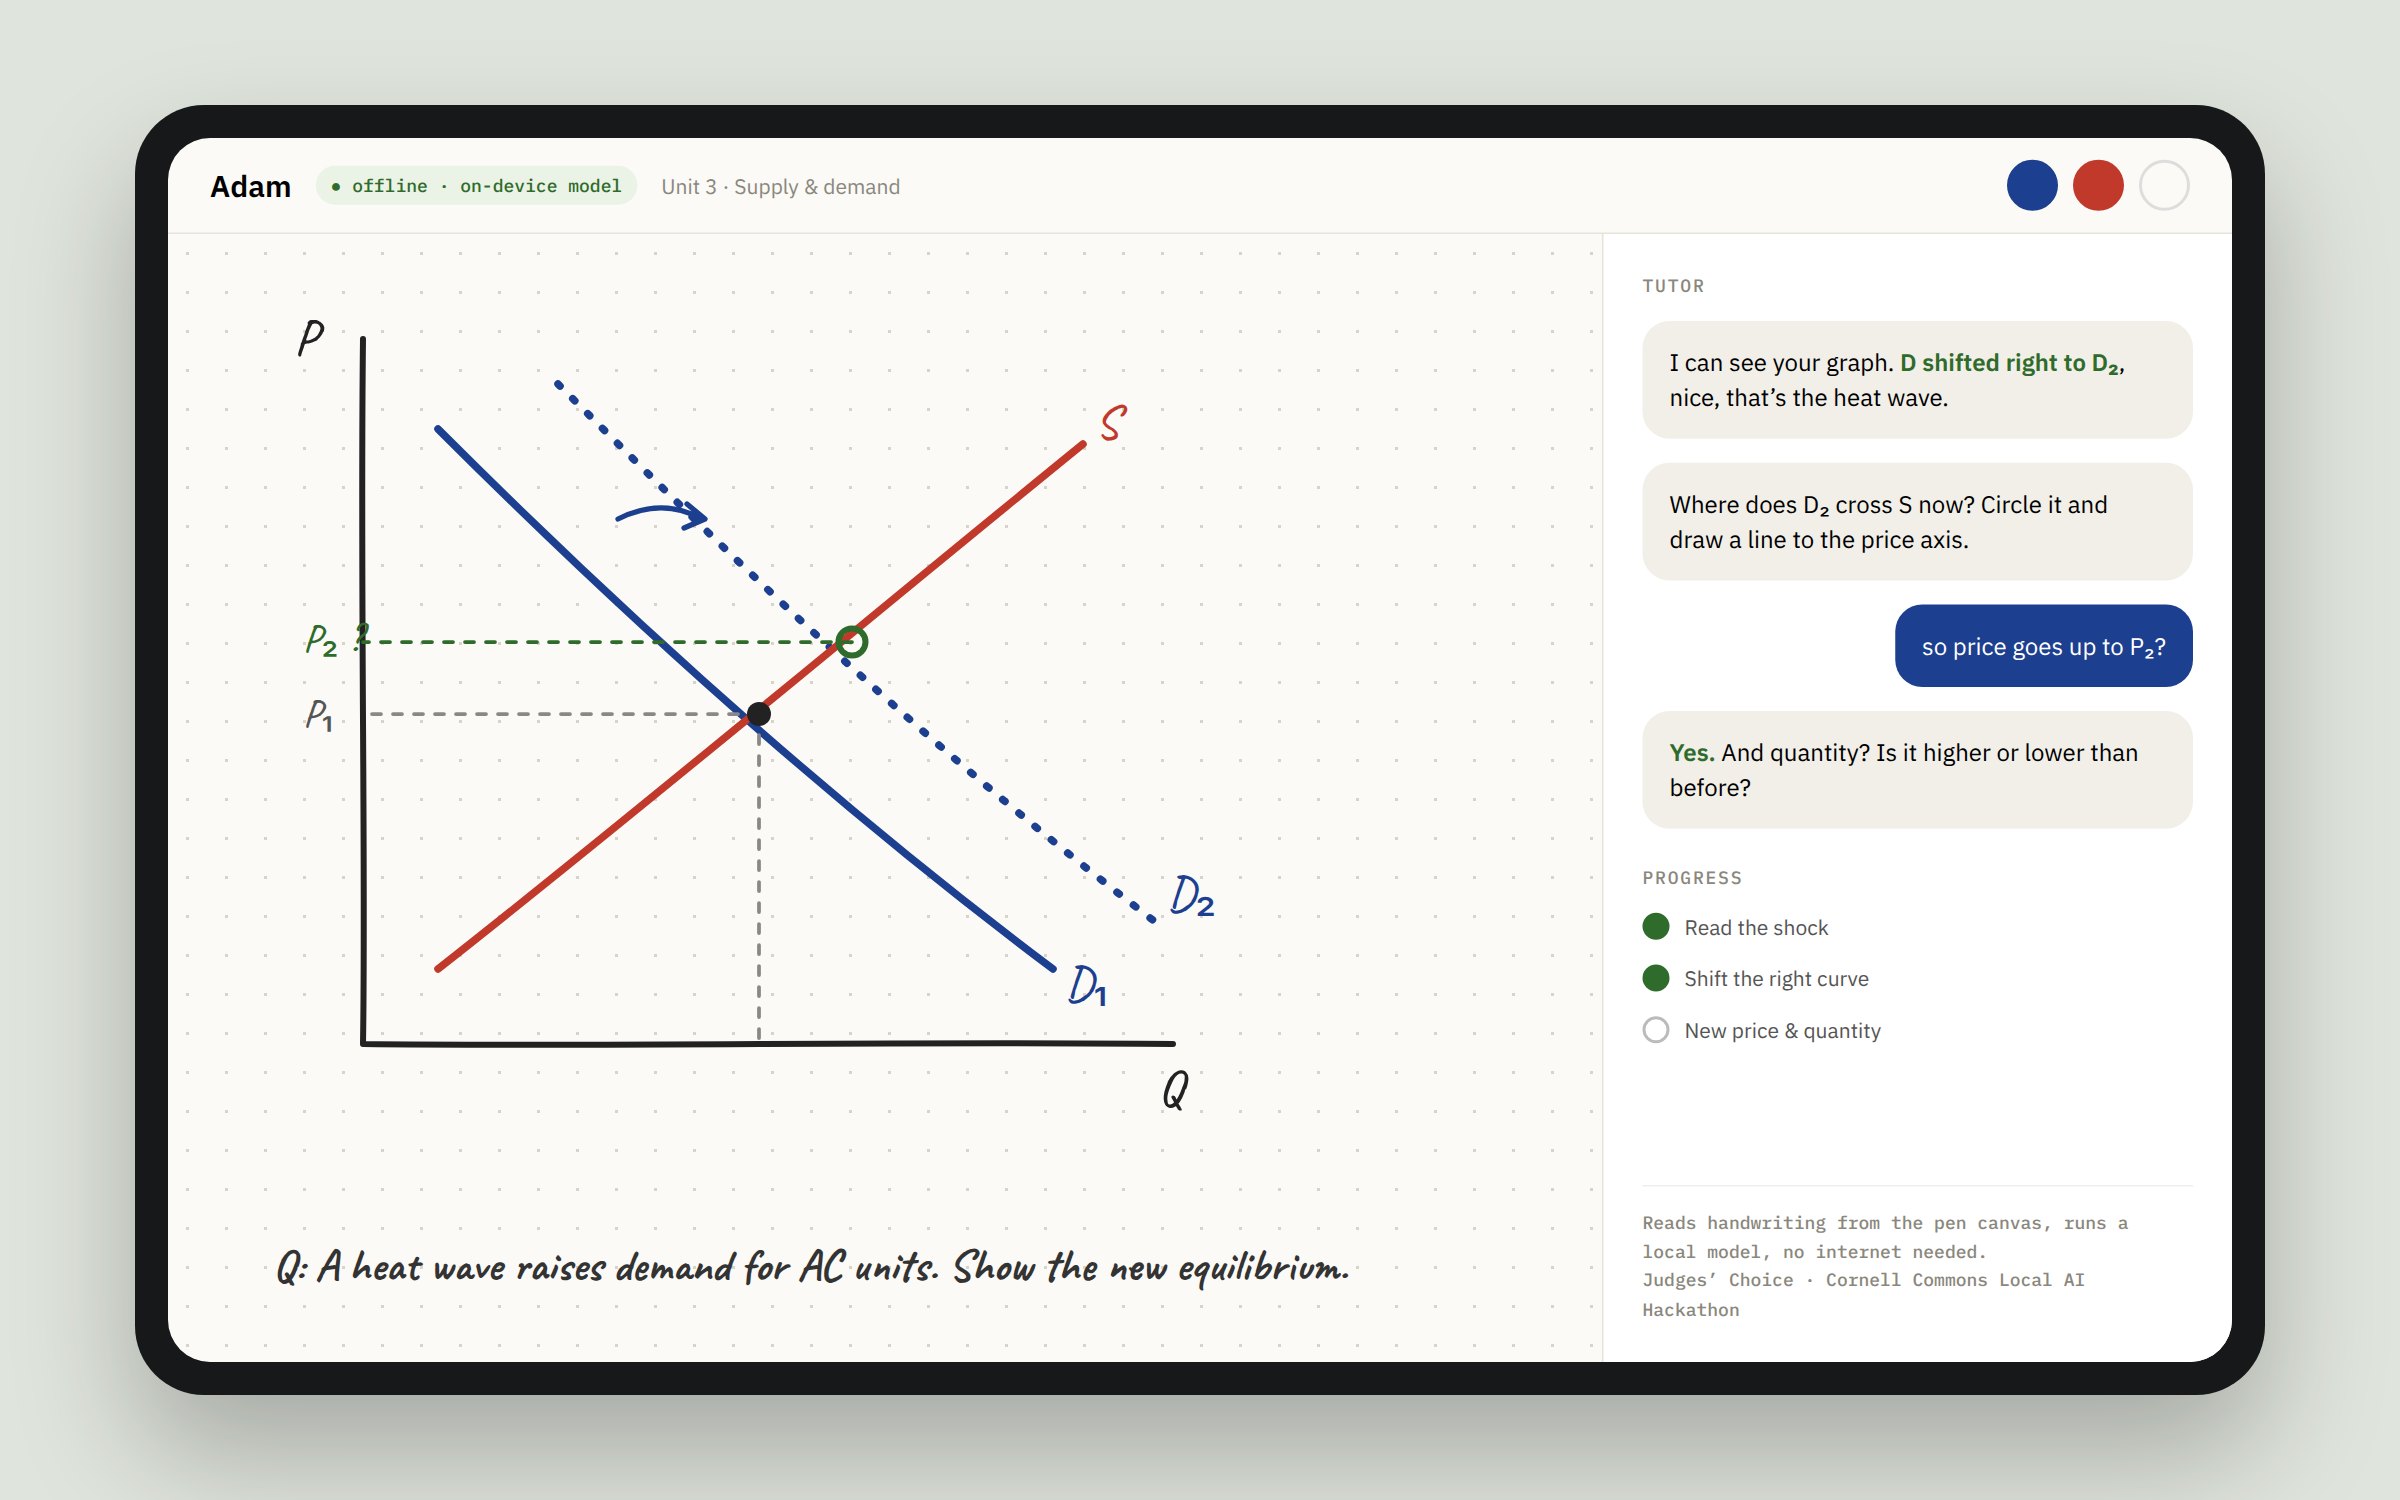 Adam
• offline · on-device model
Unit 3 · Supply & demand
P
S
P₂ ?
P₁
D₂
D₁
Q
Q: A heat wave raises demand for AC units. Show the new equilibrium.
TUTOR
I can see your graph. D shifted right to D₂,
nice, that’s the heat wave.
Where does D₂ cross S now? Circle it and
draw a line to the price axis.
so price goes up to P₂?
Yes. And quantity? Is it higher or lower than
before?
PROGRESS
Read the shock
Shift the right curve
New price & quantity
Reads handwriting from the pen canvas, runs a
local model, no internet needed.
Judges’ Choice · Cornell Commons Local AI
Hackathon